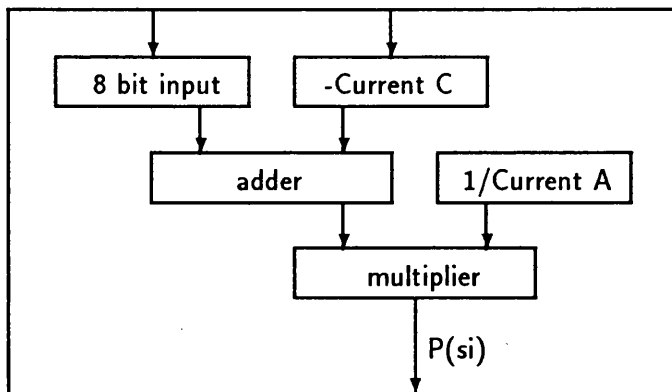 8 bit input
-Current C
adder
1/Current A
multiplier
P(si)